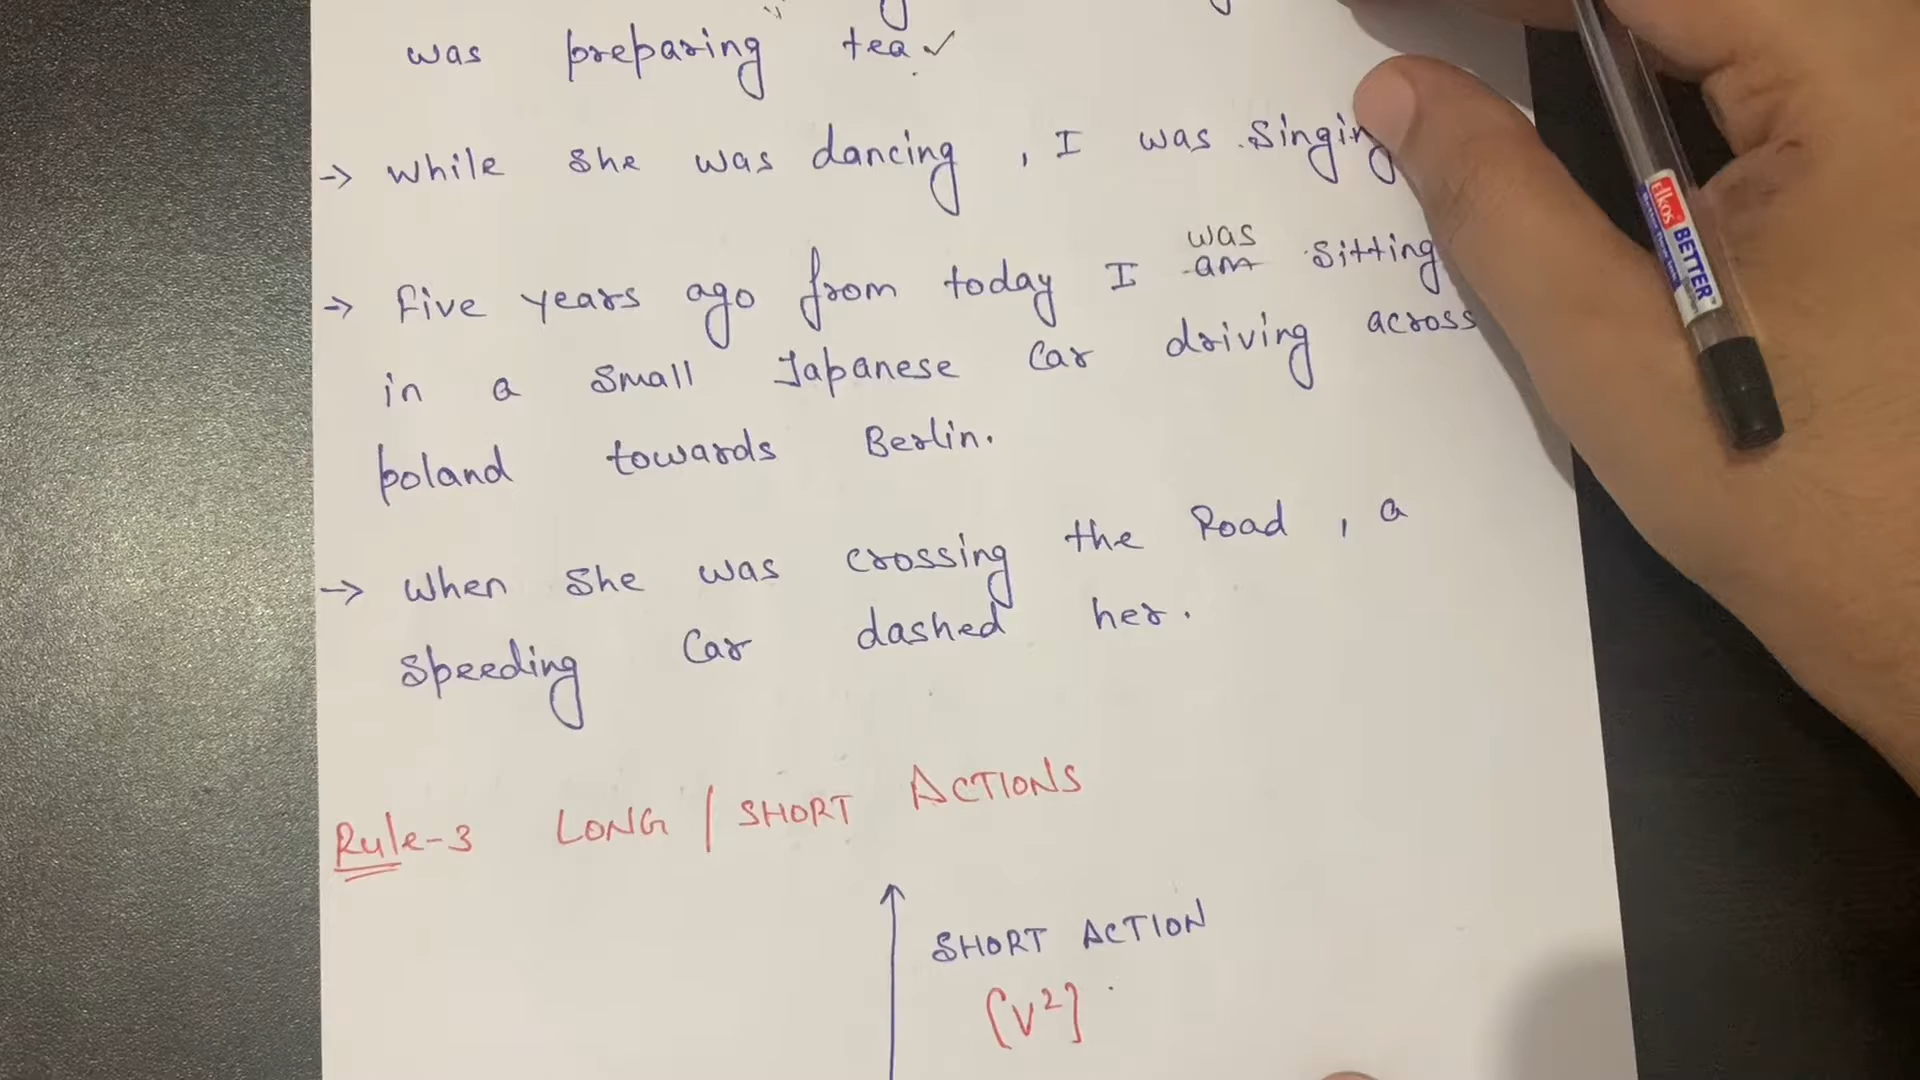 was preparing tea ✓
→ while she was dancing , I was singing
was
→ five years ago from today I am sitting
in a small Japanese Car driving across
poland towards Berlin.
→ when she was crossing the Road , a
speeding Car dashed her.
Rule-3 LONG / SHORT ACTIONS
SHORT ACTION
[V²]
elkos BETTER